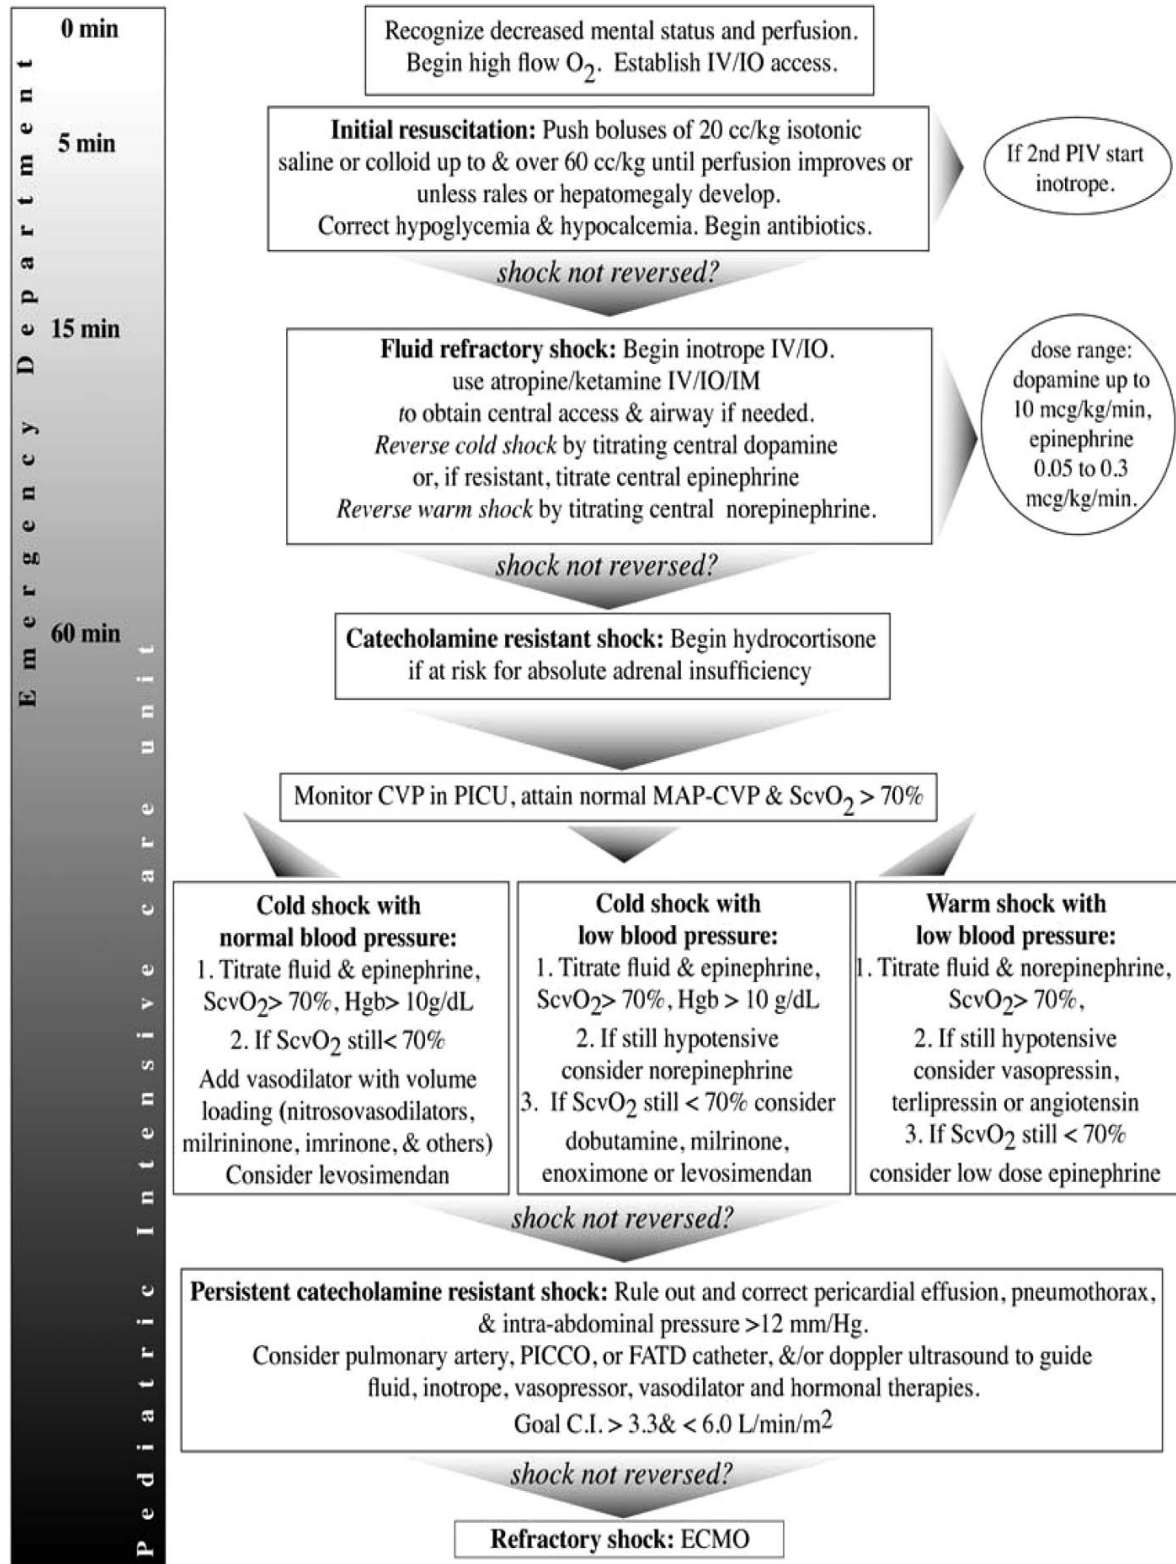 0 min
5 min
15 min
60 min
Emergency Department
Pediatric Intensive care unit
Recognize decreased mental status and perfusion.
Begin high flow O2. Establish IV/IO access.
Initial resuscitation: Push boluses of 20 cc/kg isotonic
saline or colloid up to & over 60 cc/kg until perfusion improves or
unless rales or hepatomegaly develop.
Correct hypoglycemia & hypocalcemia. Begin antibiotics.
If 2nd PIV start
inotrope.
shock not reversed?
Fluid refractory shock: Begin inotrope IV/IO.
use atropine/ketamine IV/IO/IM
to obtain central access & airway if needed.
Reverse cold shock by titrating central dopamine
or, if resistant, titrate central epinephrine
Reverse warm shock by titrating central norepinephrine.
dose range:
dopamine up to
10 mcg/kg/min,
epinephrine
0.05 to 0.3
mcg/kg/min.
shock not reversed?
Catecholamine resistant shock: Begin hydrocortisone
if at risk for absolute adrenal insufficiency
Monitor CVP in PICU, attain normal MAP-CVP & ScvO2 > 70%
Cold shock with
normal blood pressure:
1. Titrate fluid & epinephrine,
ScvO2> 70%, Hgb> 10g/dL
2. If ScvO2 still< 70%
Add vasodilator with volume
loading (nitrosovasodilators,
milrininone, imrinone, & others)
Consider levosimendan
Cold shock with
low blood pressure:
1. Titrate fluid & epinephrine,
ScvO2> 70%, Hgb > 10 g/dL
2. If still hypotensive
consider norepinephrine
3. If ScvO2 still < 70% consider
dobutamine, milrinone,
enoximone or levosimendan
Warm shock with
low blood pressure:
1. Titrate fluid & norepinephrine,
ScvO2> 70%,
2. If still hypotensive
consider vasopressin,
terlipressin or angiotensin
3. If ScvO2 still < 70%
consider low dose epinephrine
shock not reversed?
Persistent catecholamine resistant shock: Rule out and correct pericardial effusion, pneumothorax,
& intra-abdominal pressure >12 mm/Hg.
Consider pulmonary artery, PICCO, or FATD catheter, &/or doppler ultrasound to guide
fluid, inotrope, vasopressor, vasodilator and hormonal therapies.
Goal C.I. > 3.3& < 6.0 L/min/m2
shock not reversed?
Refractory shock: ECMO